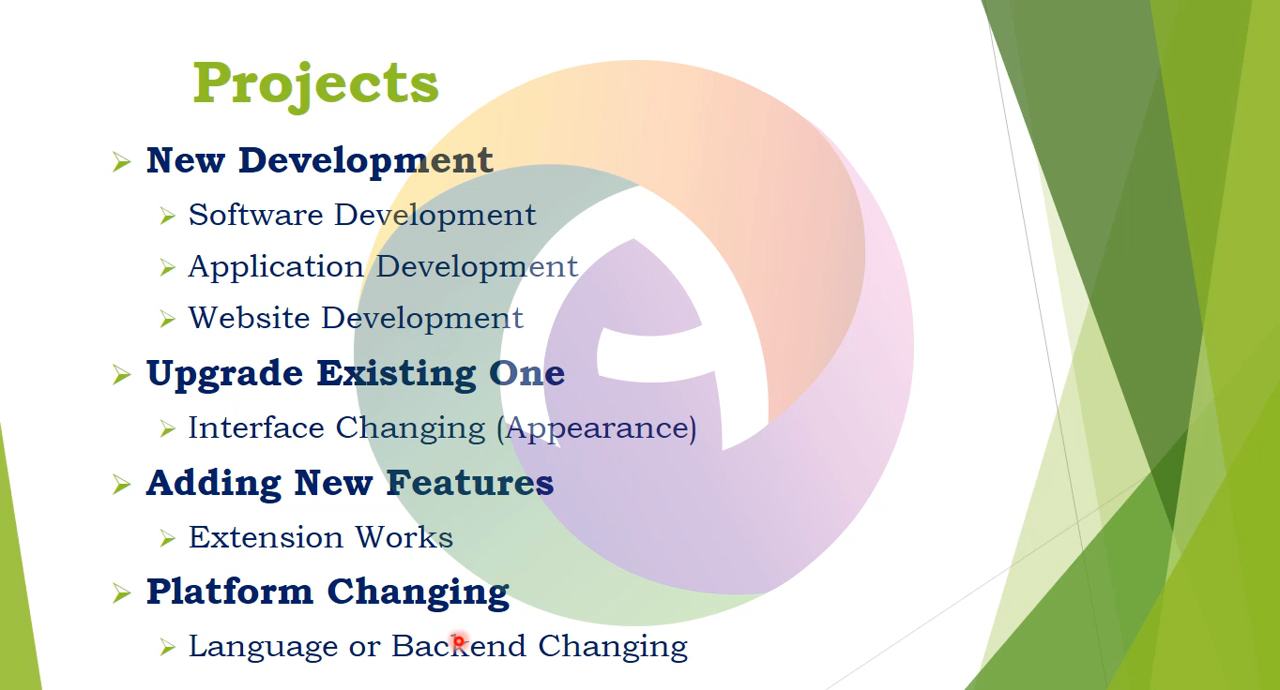 Projects
New Development
Software Development
Application Development
Website Development
Upgrade Existing One
Interface Changing (Appearance)
Adding New Features
Extension Works
Platform Changing
Language or Backend Changing